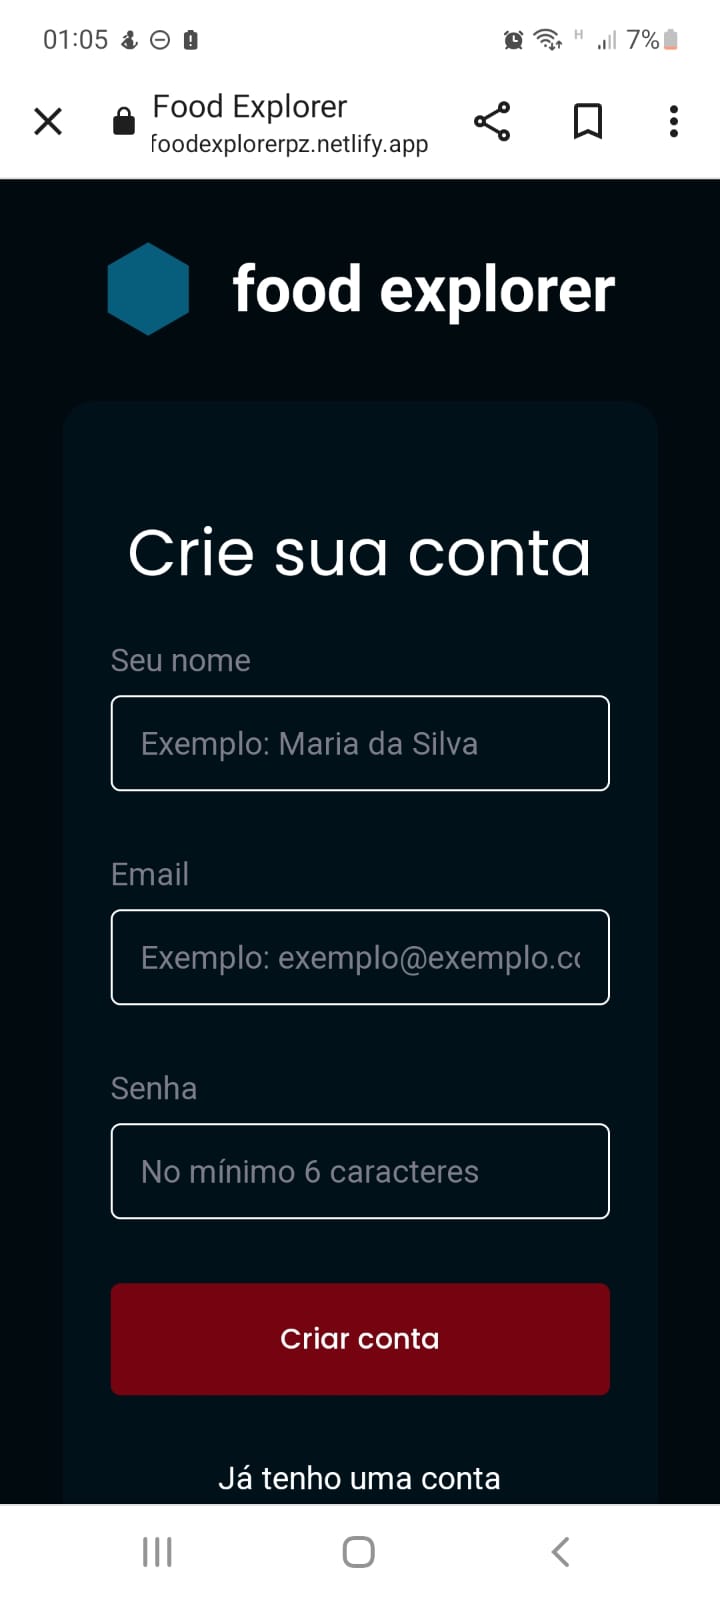 01:05
H
7%
Food Explorer
foodexplorerpz.netlify.app
food explorer
Crie sua conta
Seu nome
Exemplo: Maria da Silva
Email
Exemplo: exemplo@exemplo.co
Senha
No mínimo 6 caracteres
Criar conta
Já tenho uma conta